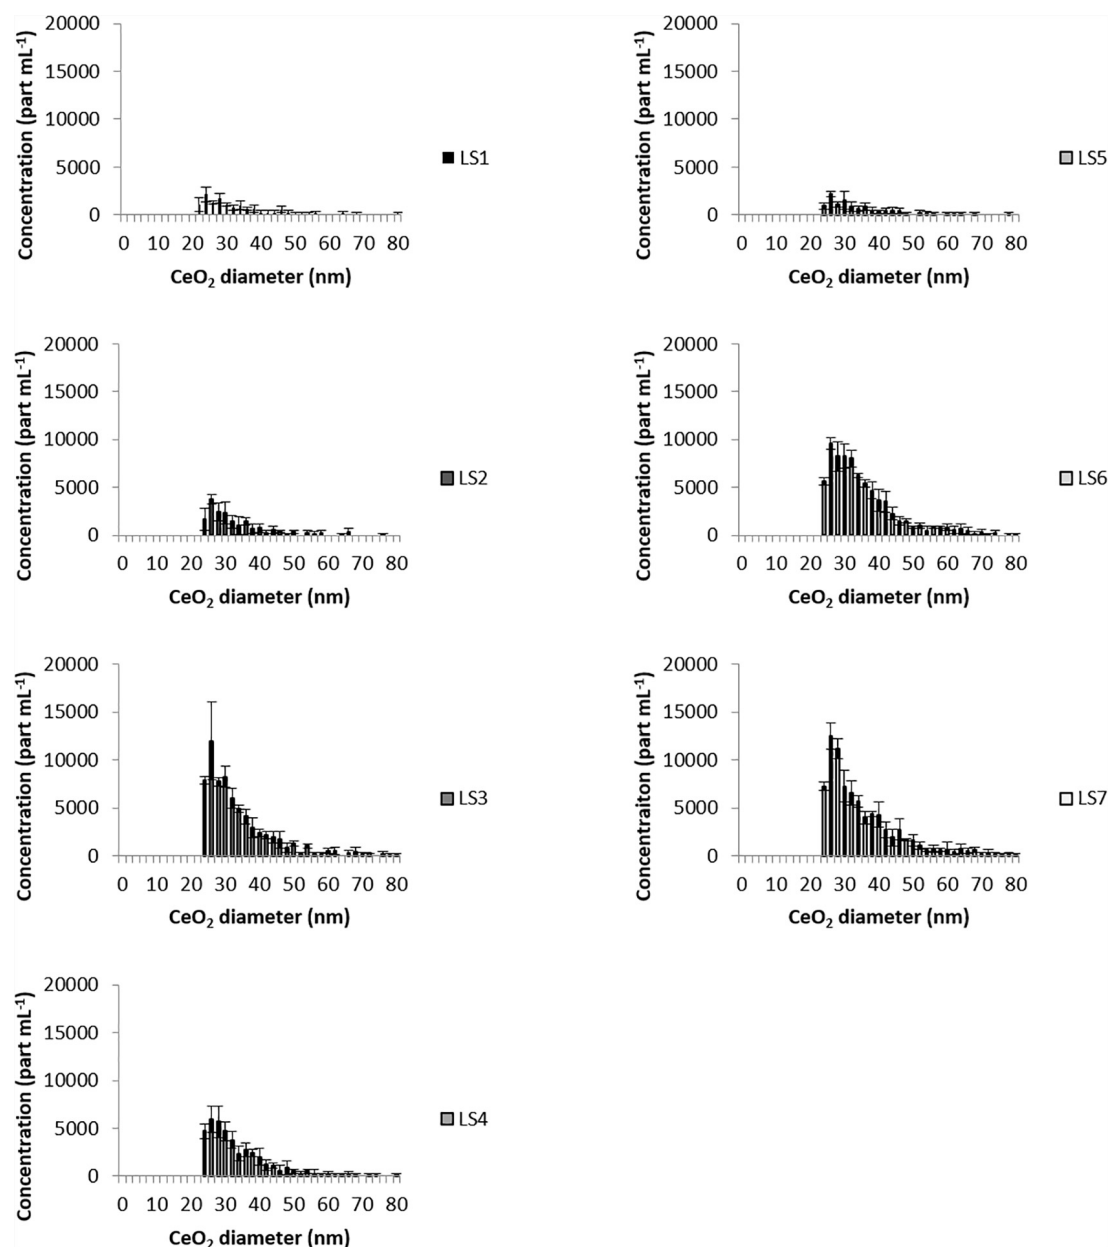 20000
15000
10000
5000
0
Concentration (part mL-1)
0 10 20 30 40 50 60 70 80
CeO2 diameter (nm)
LS1
20000
15000
10000
5000
0
Concentration (part mL-1)
0 10 20 30 40 50 60 70 80
CeO2 diameter (nm)
LS5
20000
15000
10000
5000
0
Concentration (part mL-1)
0 10 20 30 40 50 60 70 80
CeO2 diameter (nm)
LS2
20000
15000
10000
5000
0
Concentration (part mL-1)
0 10 20 30 40 50 60 70 80
CeO2 diameter (nm)
LS6
20000
15000
10000
5000
0
Concentration (part mL-1)
0 10 20 30 40 50 60 70 80
CeO2 diameter (nm)
LS3
20000
15000
10000
5000
0
Concentraiton (part mL-1)
0 10 20 30 40 50 60 70 80
CeO2 diameter (nm)
LS7
20000
15000
10000
5000
0
Concentration (part mL-1)
0 10 20 30 40 50 60 70 80
CeO2 diameter (nm)
LS4